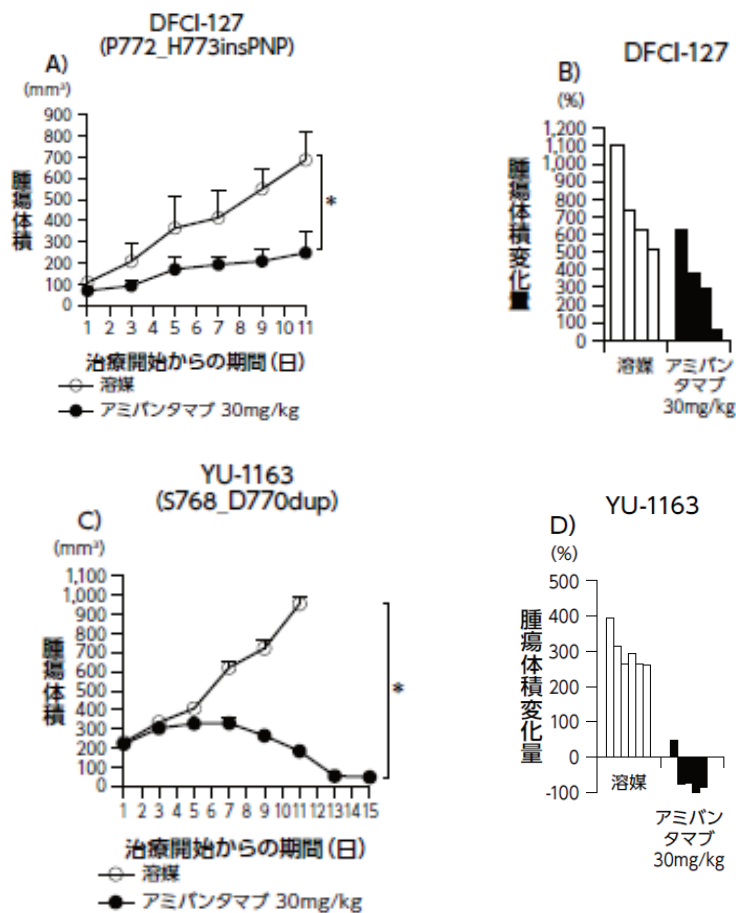 DFCI-127
(P772_H773insPNP)
A)
(mm³)
900
800
700
600
500
400
300
200
100
0
腫瘍体積
*
1 2 3 4 5 6 7 8 9 10 11
治療開始からの期間(日)
溶媒
アミバンタマブ 30mg/kg
DFCI-127
B)
(%)
1,200
1,100
1,000
900
800
700
600
500
400
300
200
100
0
腫瘍体積変化量
溶媒
アミバン
タマブ
30mg/kg
YU-1163
(S768_D770dup)
C)
(mm³)
1,100
1,000
900
800
700
600
500
400
300
200
100
0
腫瘍体積
*
1 2 3 4 5 6 7 8 9 10 11 12 13 14 15
治療開始からの期間(日)
溶媒
アミバンタマブ 30mg/kg
YU-1163
D)
(%)
500
400
300
200
100
0
-100
腫瘍体積変化量
溶媒
アミバン
タマブ
30mg/kg